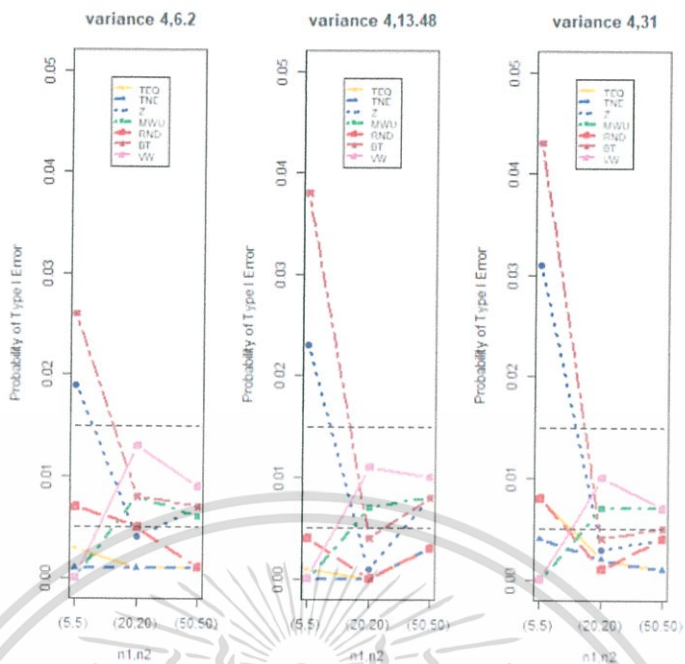 variance 4,6.2
Probability of Type I Error
0.05
0.04
0.03
0.02
0.01
0.00
TEQ
TNE
Z
MWU
RND
BT
VW
(5,5) (20,20) (50,50)
n1,n2
variance 4,13.48
Probability of Type I Error
0.05
0.04
0.03
0.02
0.01
0.00
TEQ
TNE
Z
MWU
RND
BT
VW
(5,5) (20,20) (50,50)
n1,n2
variance 4,31
Probability of Type I Error
0.05
0.04
0.03
0.02
0.01
0.00
TEQ
TNE
Z
MWU
RND
BT
VW
(5,5) (20,20) (50,50)
n1,n2